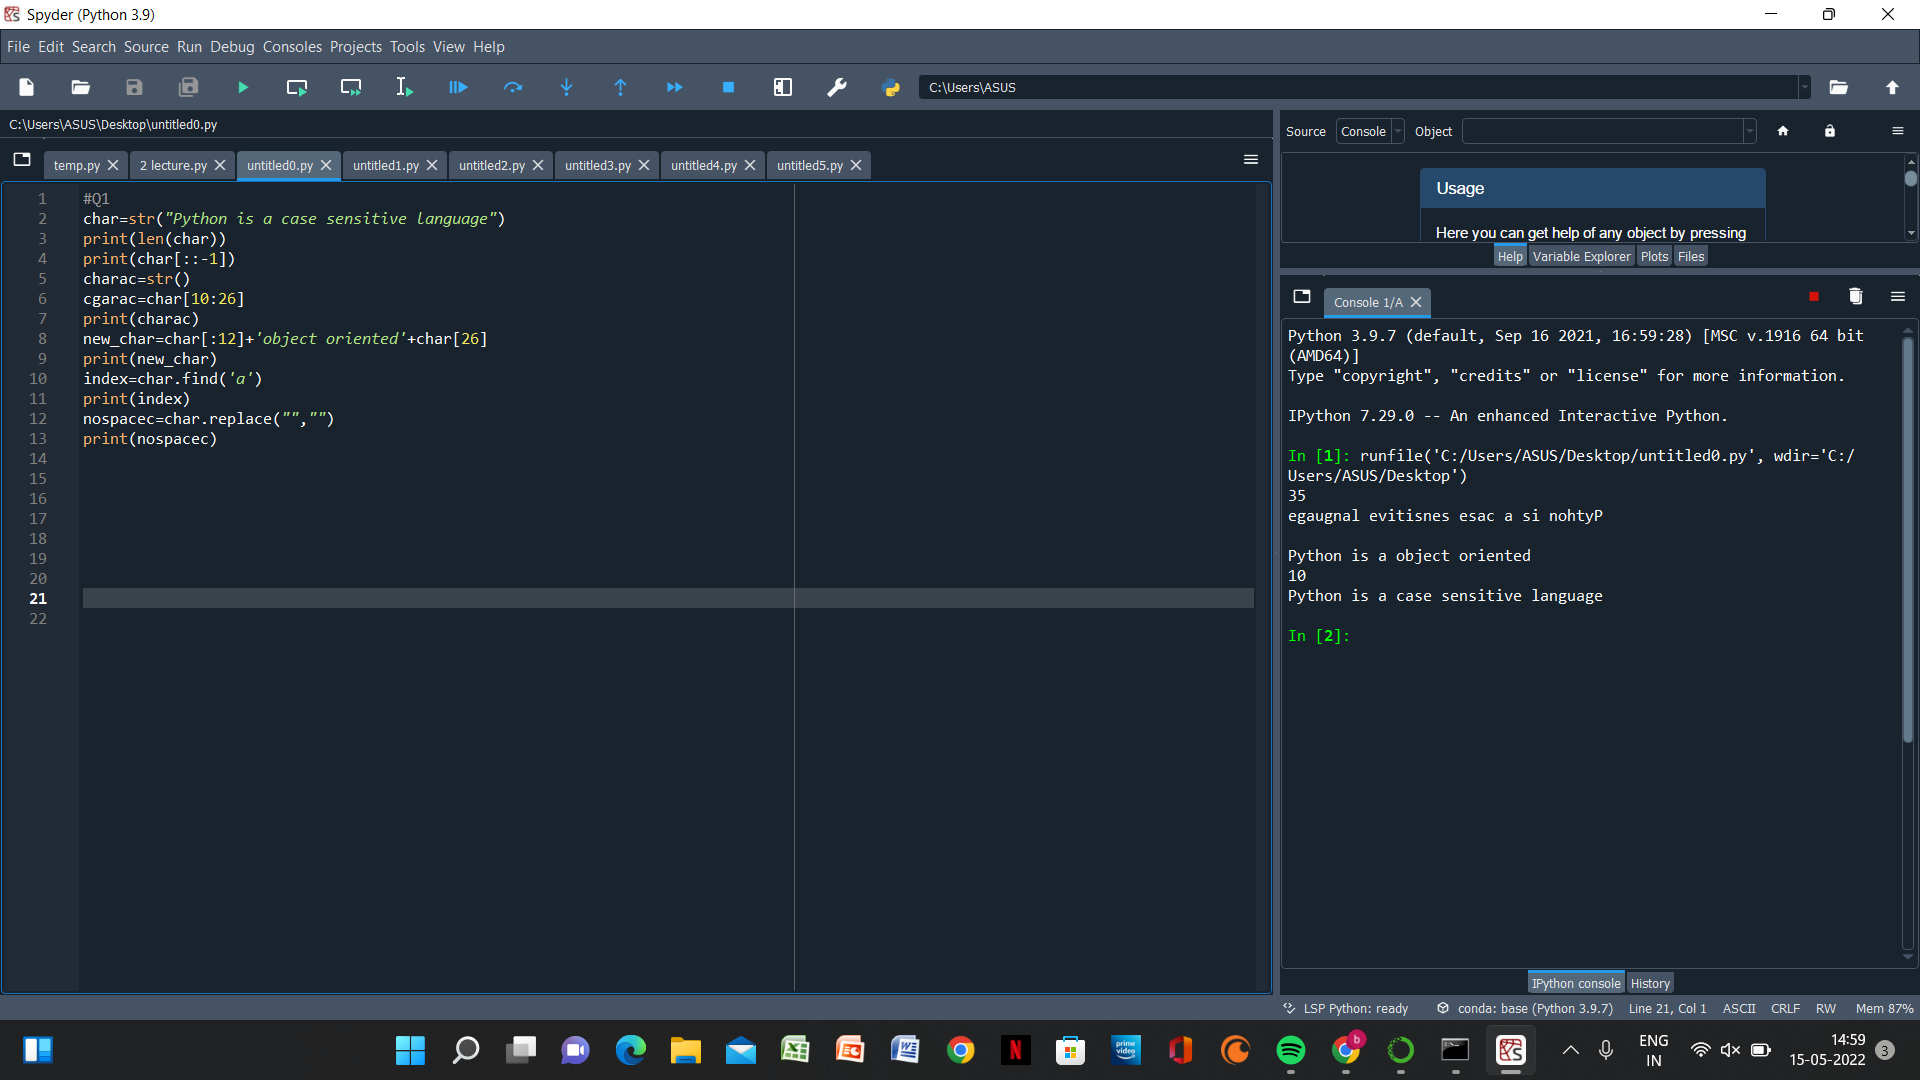 Spyder (Python 3.9)
File Edit Search Source Run Debug Consoles Projects Tools View Help
C:\Users\ASUS
C:\Users\ASUS\Desktop\untitled0.py
temp.py 2 lecture.py untitled0.py untitled1.py untitled2.py untitled3.py untitled4.py untitled5.py
1 #Q1
2 char=str("Python is a case sensitive language")
3 print(len(char))
4 print(char[::-1])
5 charac=str()
6 cgarac=char[10:26]
7 print(charac)
8 new_char=char[:12]+'object oriented'+char[26]
9 print(new_char)
10 index=char.find('a')
11 print(index)
12 nospacec=char.replace("","")
13 print(nospacec)
14
15
16
17
18
19
20
21
22
Source Console Object
Usage
Here you can get help of any object by pressing
Help Variable Explorer Plots Files
Console 1/A
Python 3.9.7 (default, Sep 16 2021, 16:59:28) [MSC v.1916 64 bit
(AMD64)]
Type "copyright", "credits" or "license" for more information.
IPython 7.29.0 -- An enhanced Interactive Python.
In [1]: runfile('C:/Users/ASUS/Desktop/untitled0.py', wdir='C:/
Users/ASUS/Desktop')
35
egaugnal evitisnes esac a si nohtyP
Python is a object oriented
10
Python is a case sensitive language
In [2]:
IPython console History
LSP Python: ready conda: base (Python 3.9.7) Line 21, Col 1 ASCII CRLF RW Mem 87%
prime video
N
b
ENG
IN
14:59
15-05-2022
3